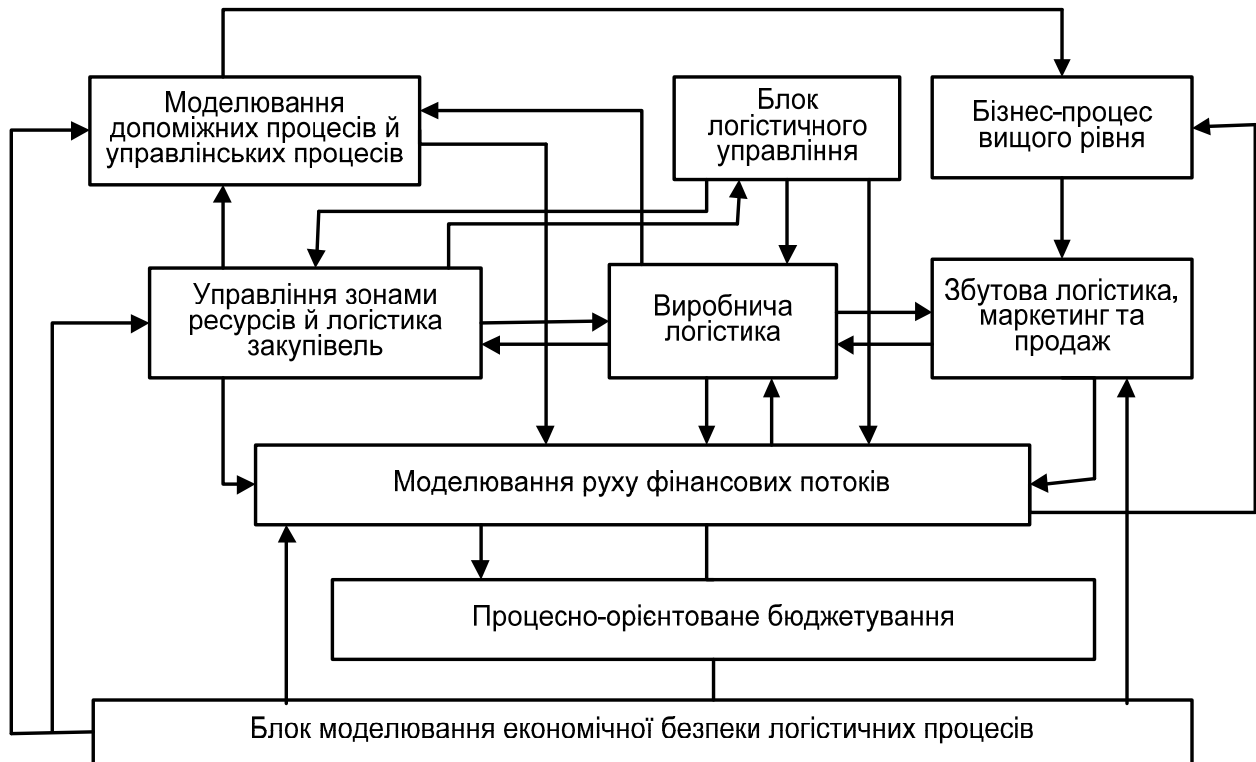 Моделювання
допоміжних процесів й
управлінських процесів
Блок
логістичного
управління
Бізнес-процес
вищого рівня
Управління зонами
ресурсів й логістика
закупівель
Виробнича
логістика
Збутова логістика,
маркетинг та
продаж
Моделювання руху фінансових потоків
Процесно-орієнтоване бюджетування
Блок моделювання економічної безпеки логістичних процесів